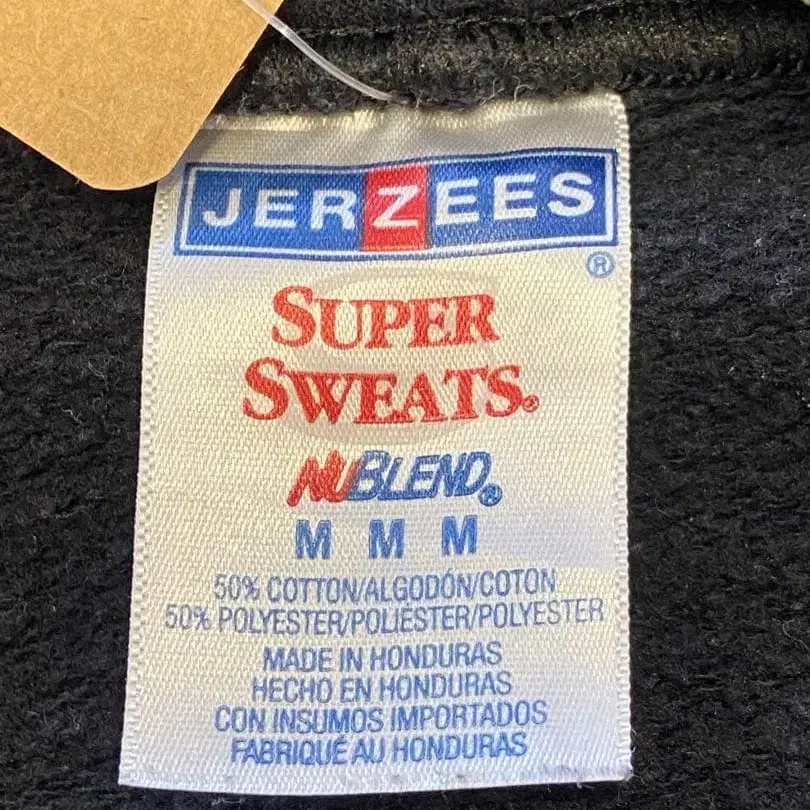 JERZEES
®
SUPER
SWEATS®
NUBLEND®
M M M
50% COTTON/ALGODÓN/COTON
50% POLYESTER/POLIÉSTER/POLYESTER
MADE IN HONDURAS
HECHO EN HONDURAS
CON INSUMOS IMPORTADOS
FABRIQUÉ AU HONDURAS